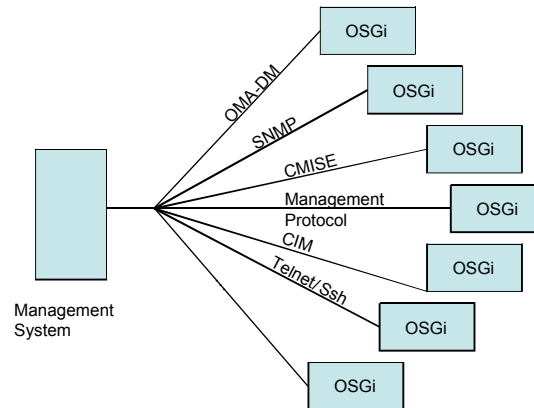 OSGi
OMA-DM
OSGi
SNMP
OSGi
CMISE
Management
Protocol
OSGi
CIM
OSGi
Telnet/Ssh
OSGi
Management
System
OSGi